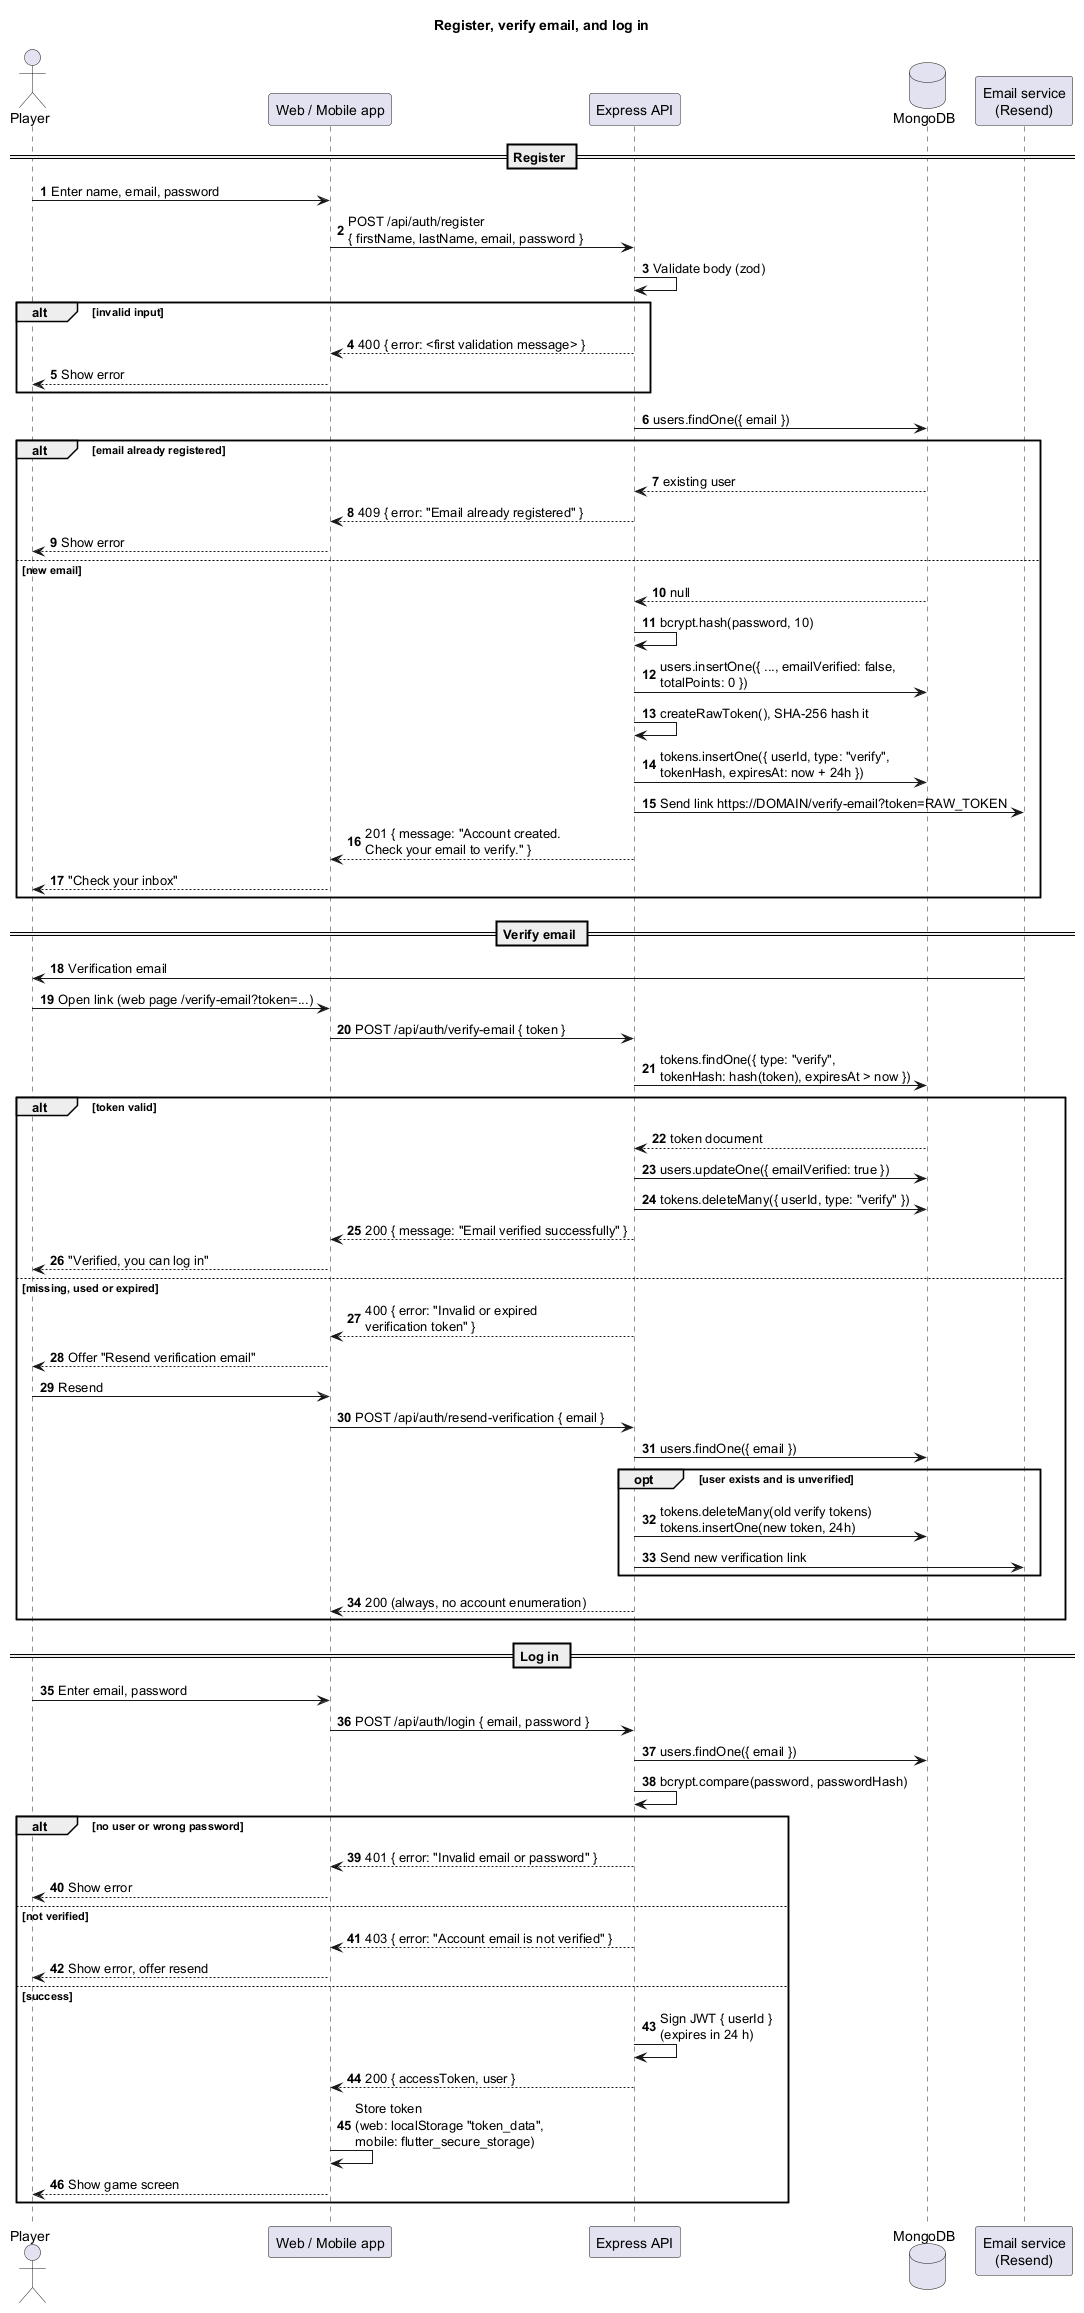 Register, verify email, and log in
Player
Web / Mobile app
Express API
MongoDB
Email service
(Resend)
Register
1 Enter name, email, password
2 POST /api/auth/register
{ firstName, lastName, email, password }
3 Validate body (zod)
alt [invalid input]
4 400 { error: <first validation message> }
5 Show error
6 users.findOne({ email })
alt [email already registered]
7 existing user
8 409 { error: "Email already registered" }
9 Show error
[new email]
10 null
11 bcrypt.hash(password, 10)
12 users.insertOne({ ..., emailVerified: false,
totalPoints: 0 })
13 createRawToken(), SHA-256 hash it
14 tokens.insertOne({ userId, type: "verify",
tokenHash, expiresAt: now + 24h })
15 Send link https://DOMAIN/verify-email?token=RAW_TOKEN
16 201 { message: "Account created.
Check your email to verify." }
17 "Check your inbox"
Verify email
18 Verification email
19 Open link (web page /verify-email?token=...)
20 POST /api/auth/verify-email { token }
21 tokens.findOne({ type: "verify",
tokenHash: hash(token), expiresAt > now })
alt [token valid]
22 token document
23 users.updateOne({ emailVerified: true })
24 tokens.deleteMany({ userId, type: "verify" })
25 200 { message: "Email verified successfully" }
26 "Verified, you can log in"
[missing, used or expired]
27 400 { error: "Invalid or expired
verification token" }
28 Offer "Resend verification email"
29 Resend
30 POST /api/auth/resend-verification { email }
31 users.findOne({ email })
opt [user exists and is unverified]
32 tokens.deleteMany(old verify tokens)
tokens.insertOne(new token, 24h)
33 Send new verification link
34 200 (always, no account enumeration)
Log in
35 Enter email, password
36 POST /api/auth/login { email, password }
37 users.findOne({ email })
38 bcrypt.compare(password, passwordHash)
alt [no user or wrong password]
39 401 { error: "Invalid email or password" }
40 Show error
[not verified]
41 403 { error: "Account email is not verified" }
42 Show error, offer resend
[success]
43 Sign JWT { userId }
(expires in 24 h)
44 200 { accessToken, user }
45 Store token
(web: localStorage "token_data",
mobile: flutter_secure_storage)
46 Show game screen
Player
Web / Mobile app
Express API
MongoDB
Email service
(Resend)